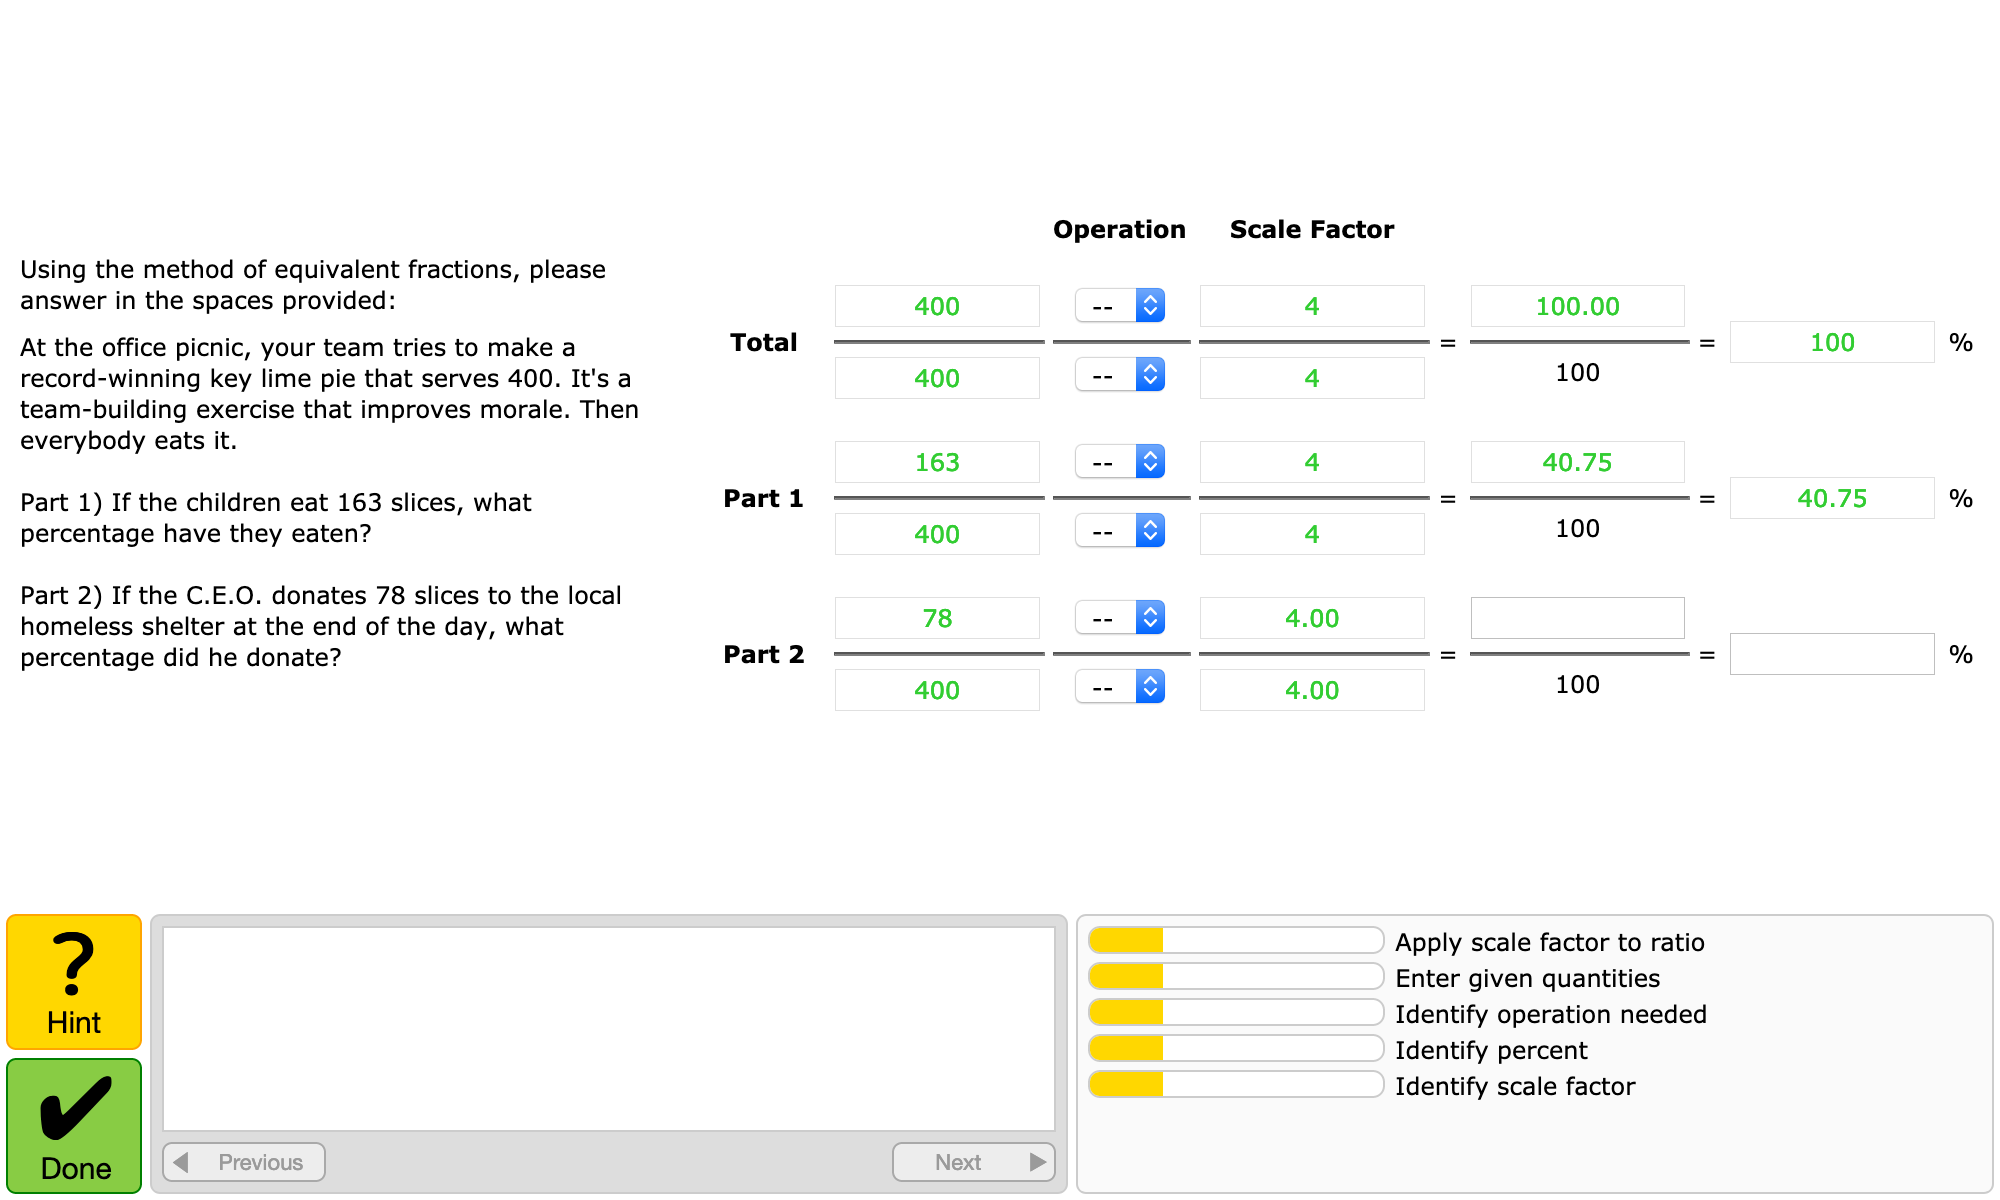 Operation Scale Factor
Using the method of equivalent fractions, please
answer in the spaces provided:
At the office picnic, your team tries to make a
record-winning key lime pie that serves 400. It's a
team-building exercise that improves morale. Then
everybody eats it.
Part 1) If the children eat 163 slices, what
percentage have they eaten?
Part 2) If the C.E.O. donates 78 slices to the local
homeless shelter at the end of the day, what
percentage did he donate?
400 -- 4 100.00
Total = = 100 %
400 -- 4 100
163 -- 4 40.75
Part 1 = = 40.75 %
400 -- 4 100
78 -- 4.00
Part 2 = = %
400 -- 4.00 100
?
Hint
Done
Previous Next
Apply scale factor to ratio
Enter given quantities
Identify operation needed
Identify percent
Identify scale factor